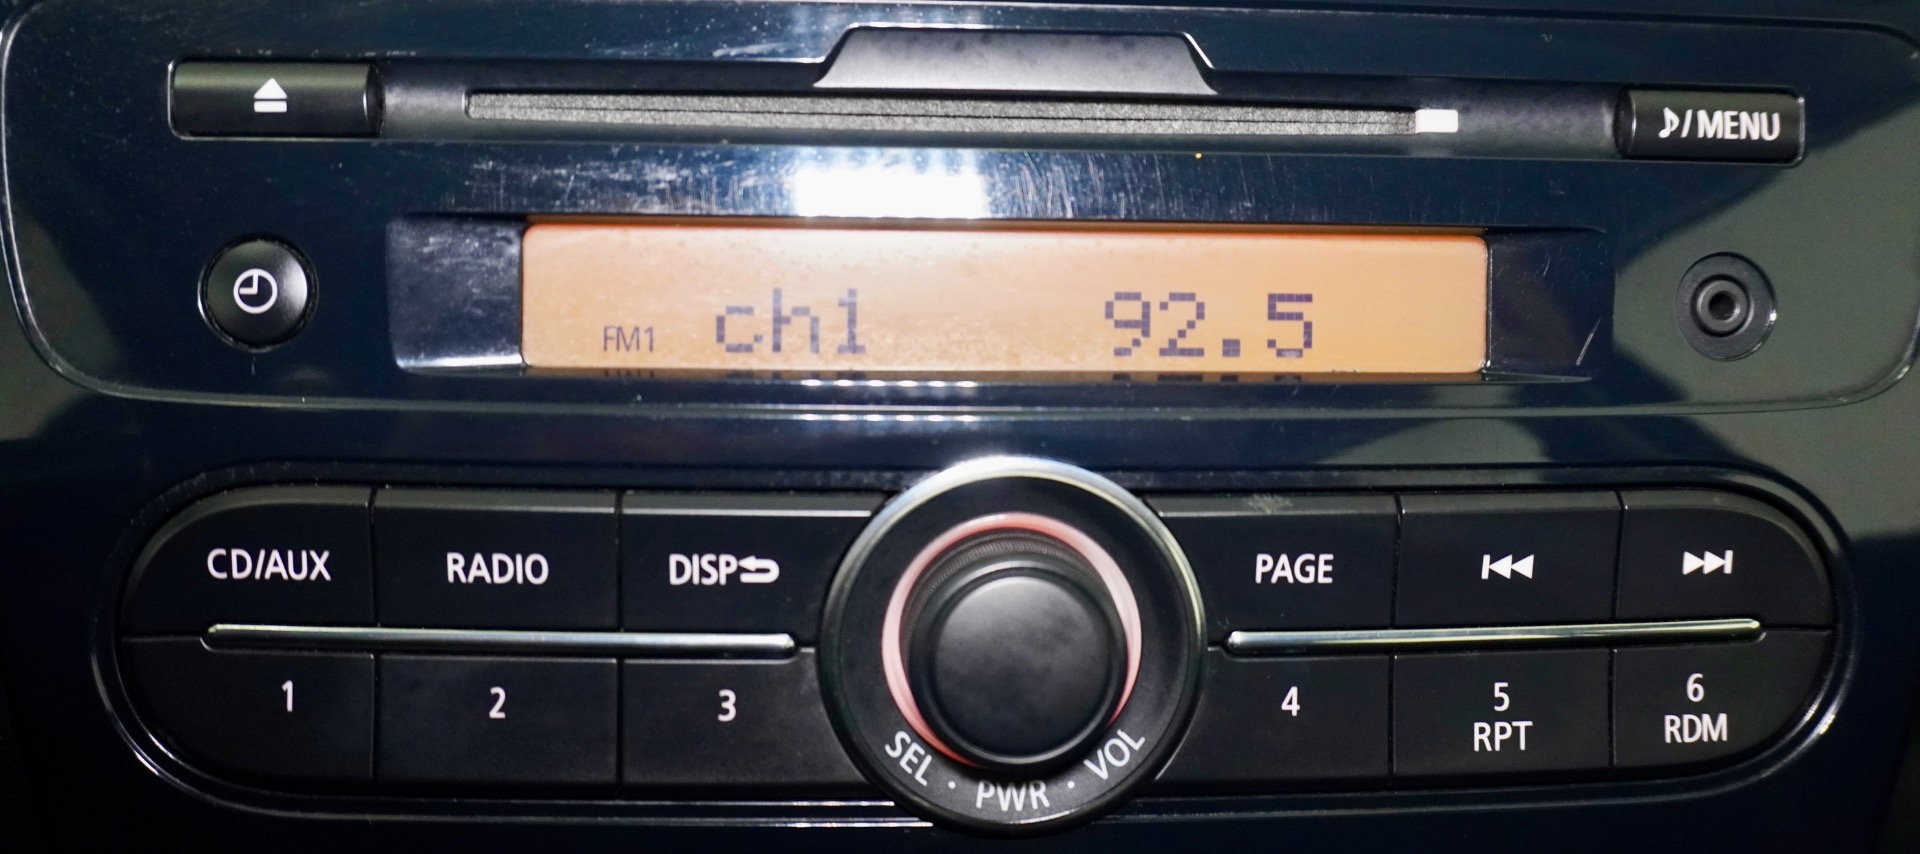 ♪/MENU
FM1 ch1 92.5
CD/AUX RADIO DISP PAGE
1 2 3 4 5 6
RPT RDM
SEL · PWR · VOL